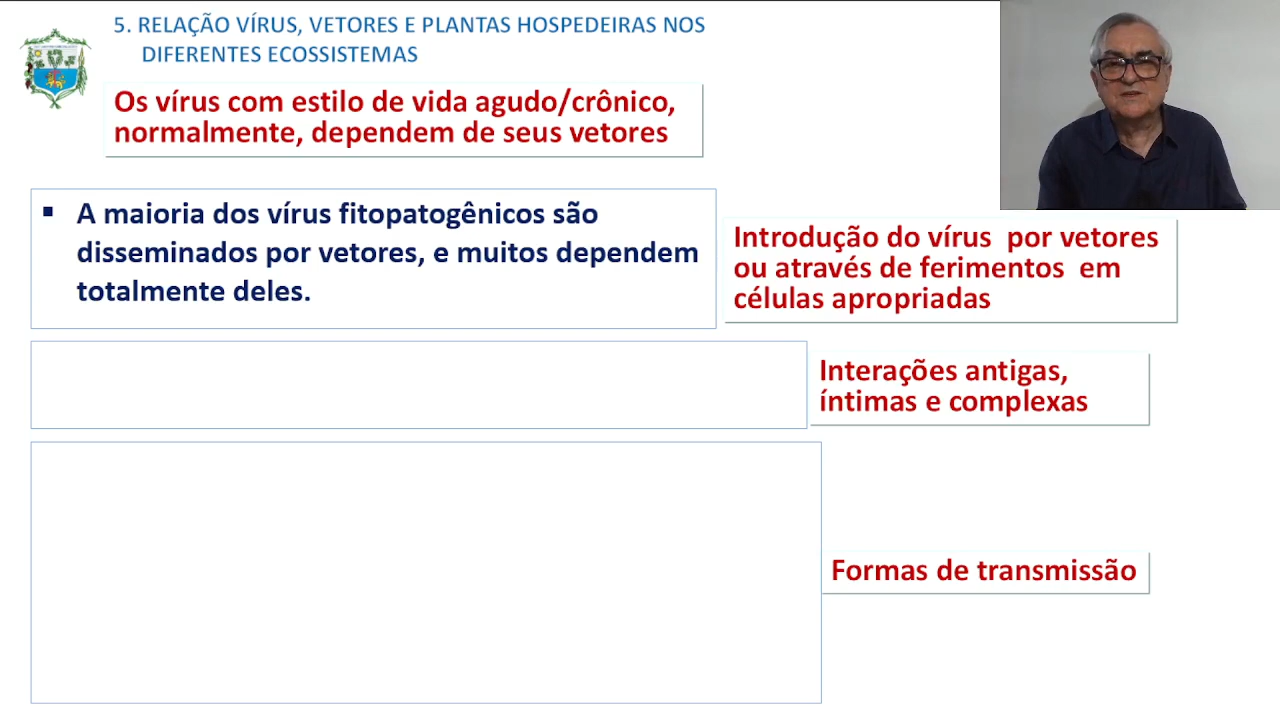 5. RELAÇÃO VÍRUS, VETORES E PLANTAS HOSPEDEIRAS NOS
DIFERENTES ECOSSISTEMAS
Os vírus com estilo de vida agudo/crônico,
normalmente, dependem de seus vetores
▪ A maioria dos vírus fitopatogênicos são
disseminados por vetores, e muitos dependem
totalmente deles.
Introdução do vírus por vetores
ou através de ferimentos em
células apropriadas
Interações antigas,
íntimas e complexas
Formas de transmissão